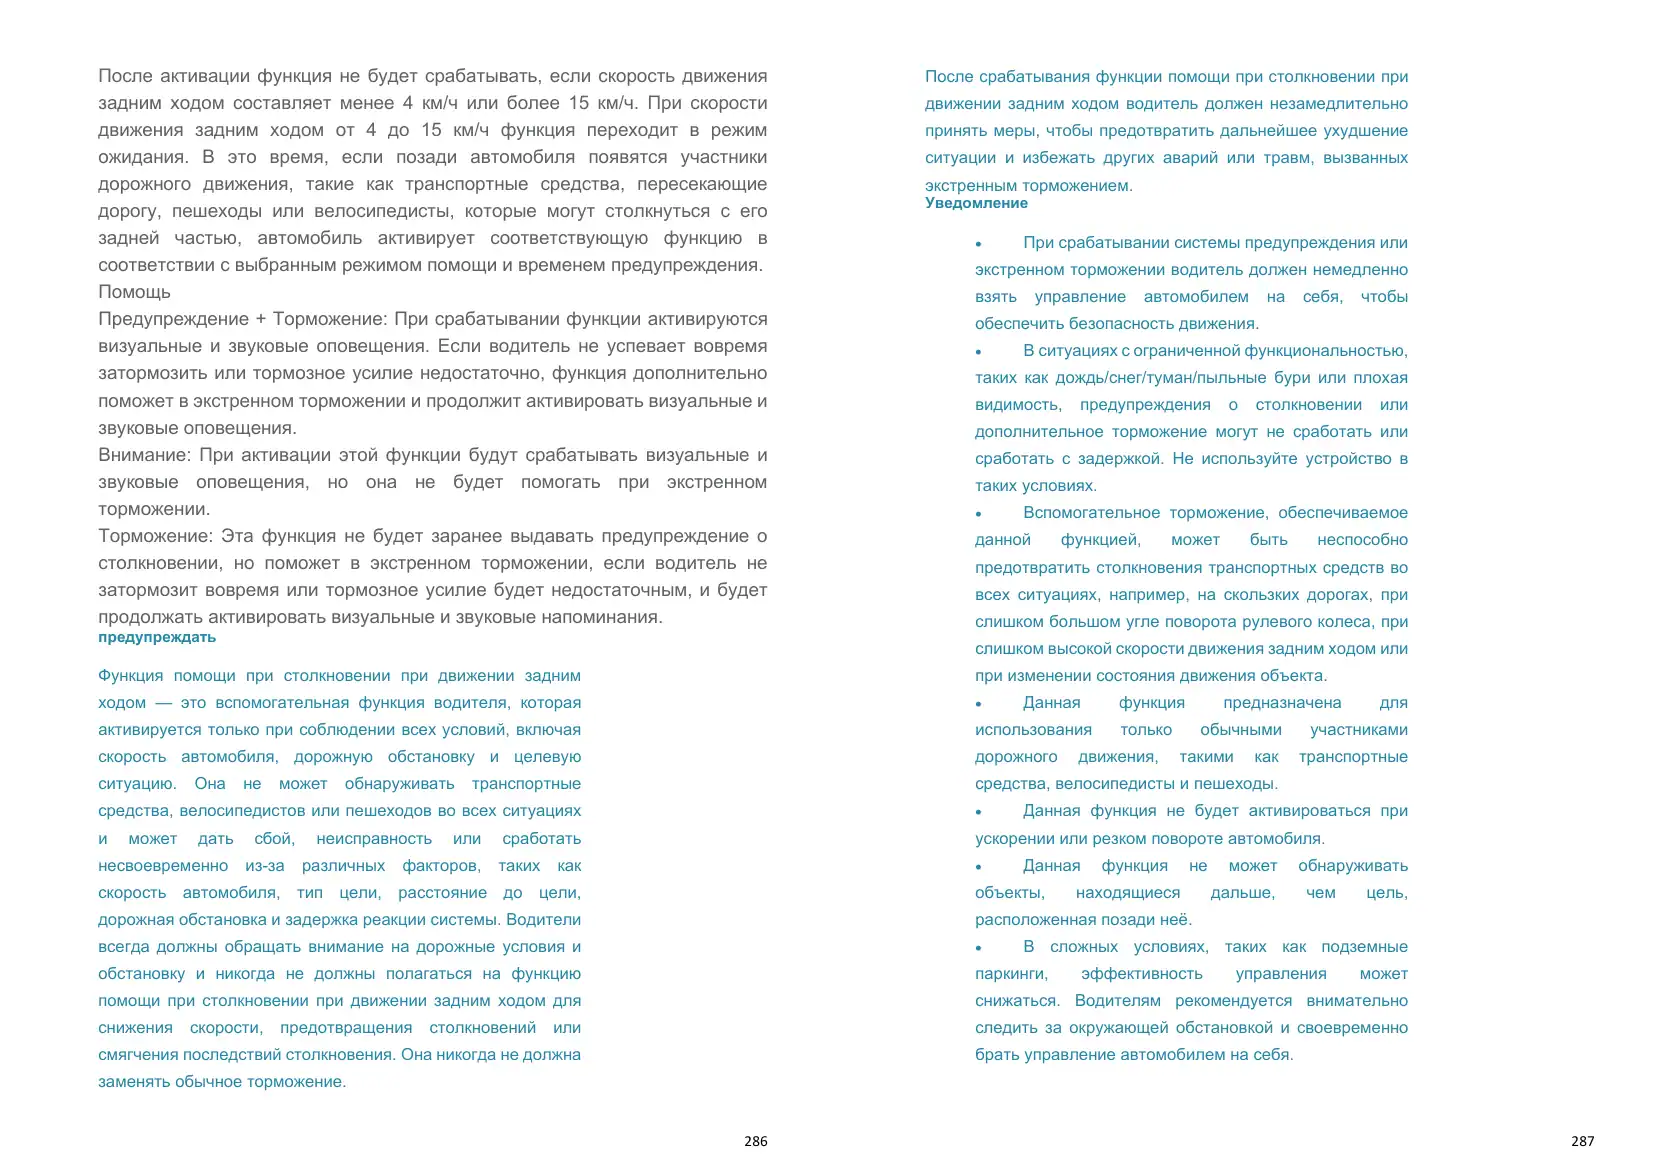 После активации функция не будет срабатывать, если скорость движения
задним ходом составляет менее 4 км/ч или более 15 км/ч. При скорости
движения задним ходом от 4 до 15 км/ч функция переходит в режим
ожидания. В это время, если позади автомобиля появятся участники
дорожного движения, такие как транспортные средства, пересекающие
дорогу, пешеходы или велосипедисты, которые могут столкнуться с его
задней частью, автомобиль активирует соответствующую функцию в
соответствии с выбранным режимом помощи и временем предупреждения.
Помощь
Предупреждение + Торможение: При срабатывании функции активируются
визуальные и звуковые оповещения. Если водитель не успевает вовремя
затормозить или тормозное усилие недостаточно, функция дополнительно
поможет в экстренном торможении и продолжит активировать визуальные и
звуковые оповещения.
Внимание: При активации этой функции будут срабатывать визуальные и
звуковые оповещения, но она не будет помогать при экстренном
торможении.
Торможение: Эта функция не будет заранее выдавать предупреждение о
столкновении, но поможет в экстренном торможении, если водитель не
затормозит вовремя или тормозное усилие будет недостаточным, и будет
продолжать активировать визуальные и звуковые напоминания.
предупреждать
Функция помощи при столкновении при движении задним
ходом — это вспомогательная функция водителя, которая
активируется только при соблюдении всех условий, включая
скорость автомобиля, дорожную обстановку и целевую
ситуацию. Она не может обнаруживать транспортные
средства, велосипедистов или пешеходов во всех ситуациях
и может дать сбой, неисправность или сработать
несвоевременно из-за различных факторов, таких как
скорость автомобиля, тип цели, расстояние до цели,
дорожная обстановка и задержка реакции системы. Водители
всегда должны обращать внимание на дорожные условия и
обстановку и никогда не должны полагаться на функцию
помощи при столкновении при движении задним ходом для
снижения скорости, предотвращения столкновений или
смягчения последствий столкновения. Она никогда не должна
заменять обычное торможение.
286
После срабатывания функции помощи при столкновении при
движении задним ходом водитель должен незамедлительно
принять меры, чтобы предотвратить дальнейшее ухудшение
ситуации и избежать других аварий или травм, вызванных
экстренным торможением.
Уведомление
• При срабатывании системы предупреждения или
экстренном торможении водитель должен немедленно
взять управление автомобилем на себя, чтобы
обеспечить безопасность движения.
• В ситуациях с ограниченной функциональностью,
таких как дождь/снег/туман/пыльные бури или плохая
видимость, предупреждения о столкновении или
дополнительное торможение могут не сработать или
сработать с задержкой. Не используйте устройство в
таких условиях.
• Вспомогательное торможение, обеспечиваемое
данной функцией, может быть неспособно
предотвратить столкновения транспортных средств во
всех ситуациях, например, на скользких дорогах, при
слишком большом угле поворота рулевого колеса, при
слишком высокой скорости движения задним ходом или
при изменении состояния движения объекта.
• Данная функция предназначена для
использования только обычными участниками
дорожного движения, такими как транспортные
средства, велосипедисты и пешеходы.
• Данная функция не будет активироваться при
ускорении или резком повороте автомобиля.
• Данная функция не может обнаруживать
объекты, находящиеся дальше, чем цель,
расположенная позади неё.
• В сложных условиях, таких как подземные
паркинги, эффективность управления может
снижаться. Водителям рекомендуется внимательно
следить за окружающей обстановкой и своевременно
брать управление автомобилем на себя.
287